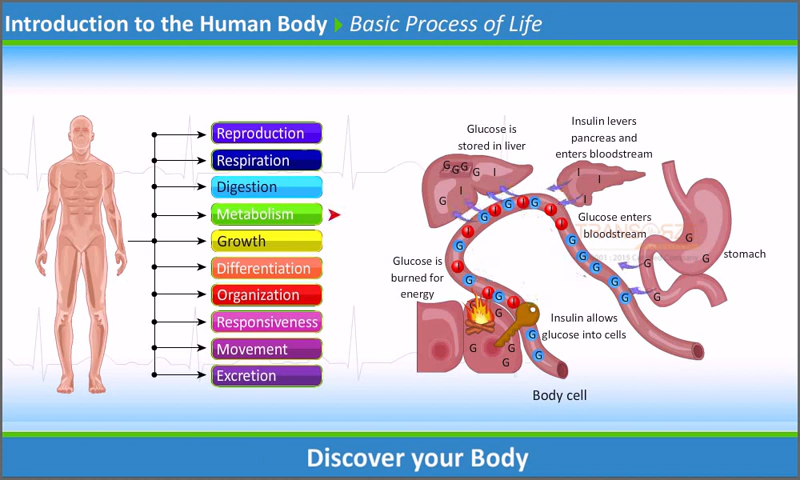 Introduction to the Human Body Basic Process of Life
Reproduction
Respiration
Digestion
Metabolism
Growth
Differentiation
Organization
Responsiveness
Movement
Excretion
Glucose is
stored in liver
Insulin levers
pancreas and
enters bloodstream
G G G G I
I
G
I I
I
Glucose enters
bloodstream
stomach
G
G
G
G
I G I G I
G I
I G
G G
I G
G G
G
G
Glucose is
burned for
energy
G I G I
G
G
G
G
G
G
G
G
Insulin allows
glucose into cells
Body cell
Discover your Body